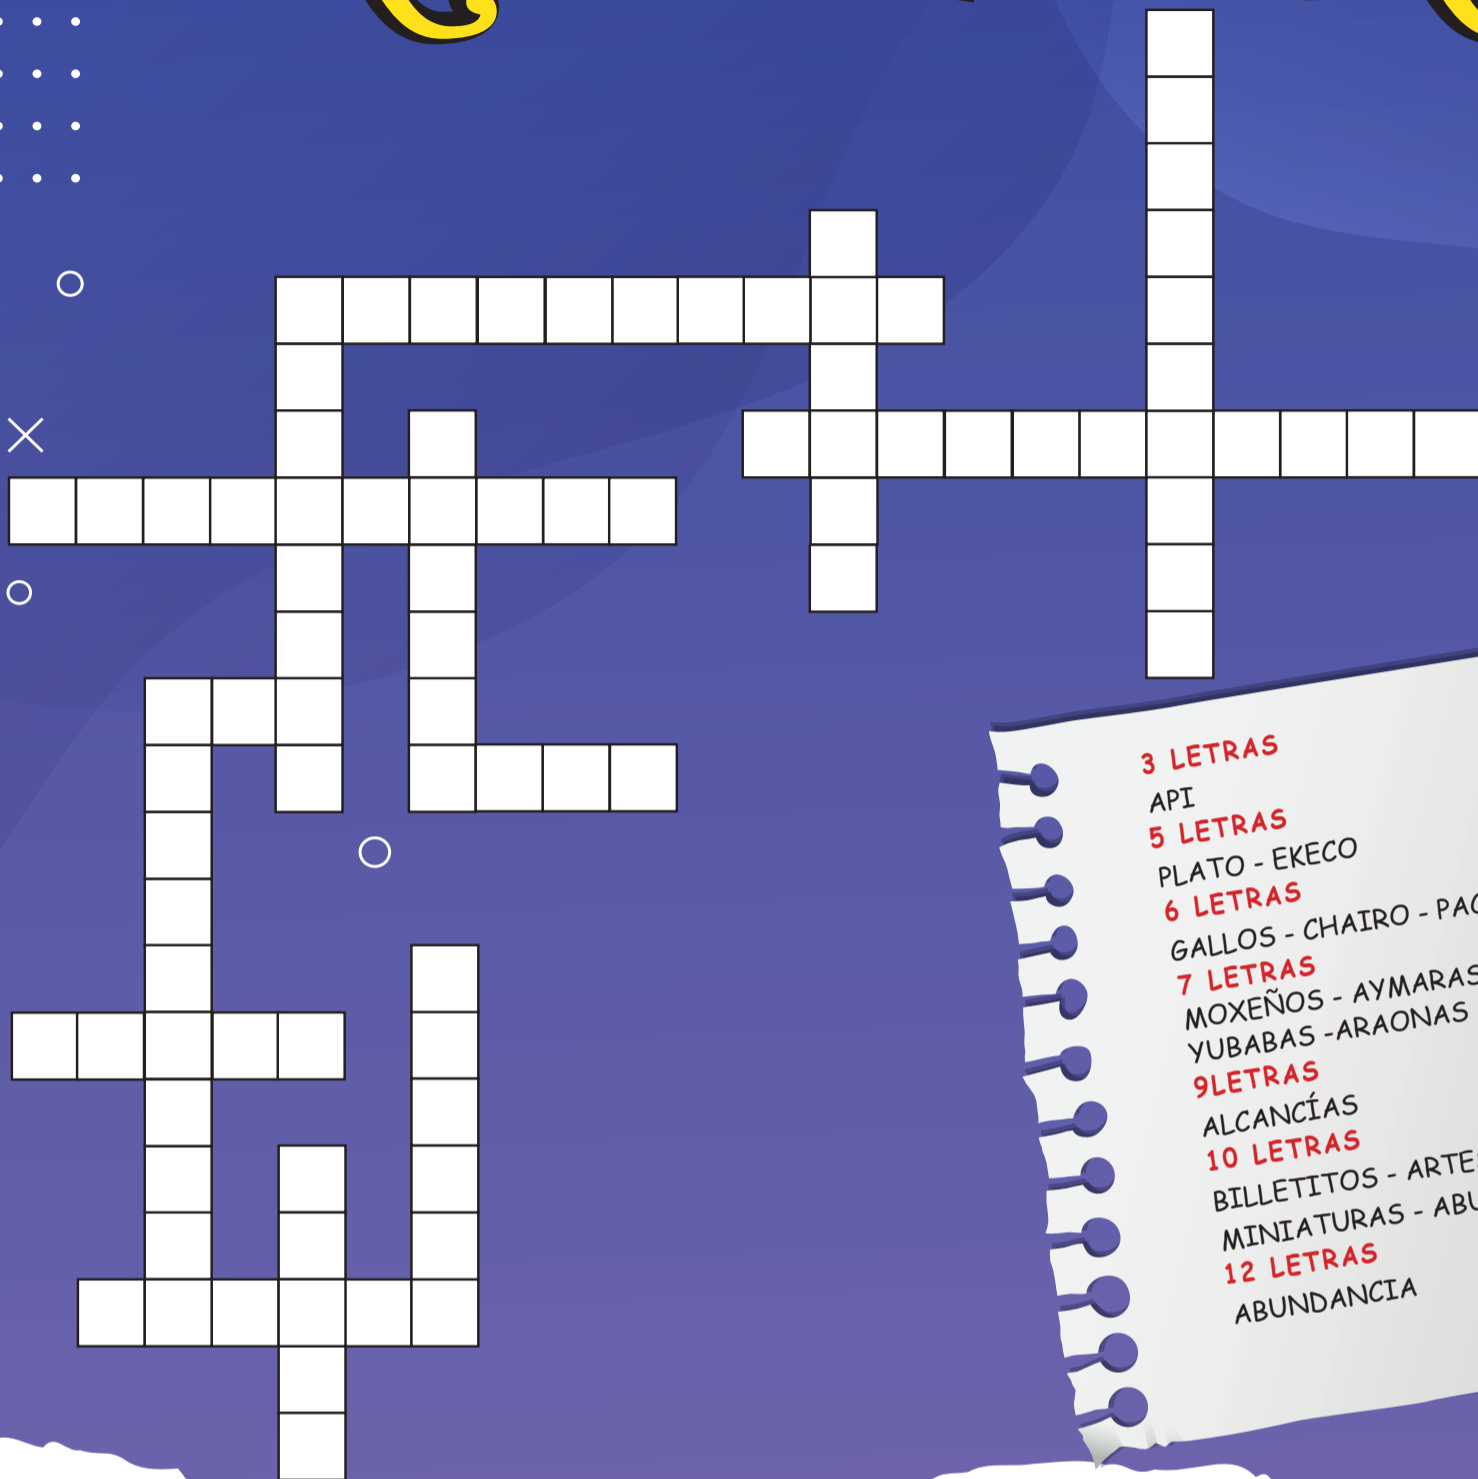 3 LETRAS
API
5 LETRAS
PLATO - EKECO
6 LETRAS
GALLOS - CHAIRO -
7 LETRAS
MOXEÑOS - AYMARAS
YUBABAS -ARAONAS
9LETRAS
ALCANCÍAS
10 LETRAS
BILLETITOS -
MINIATURAS -
12 LETRAS
ABUNDANCIA